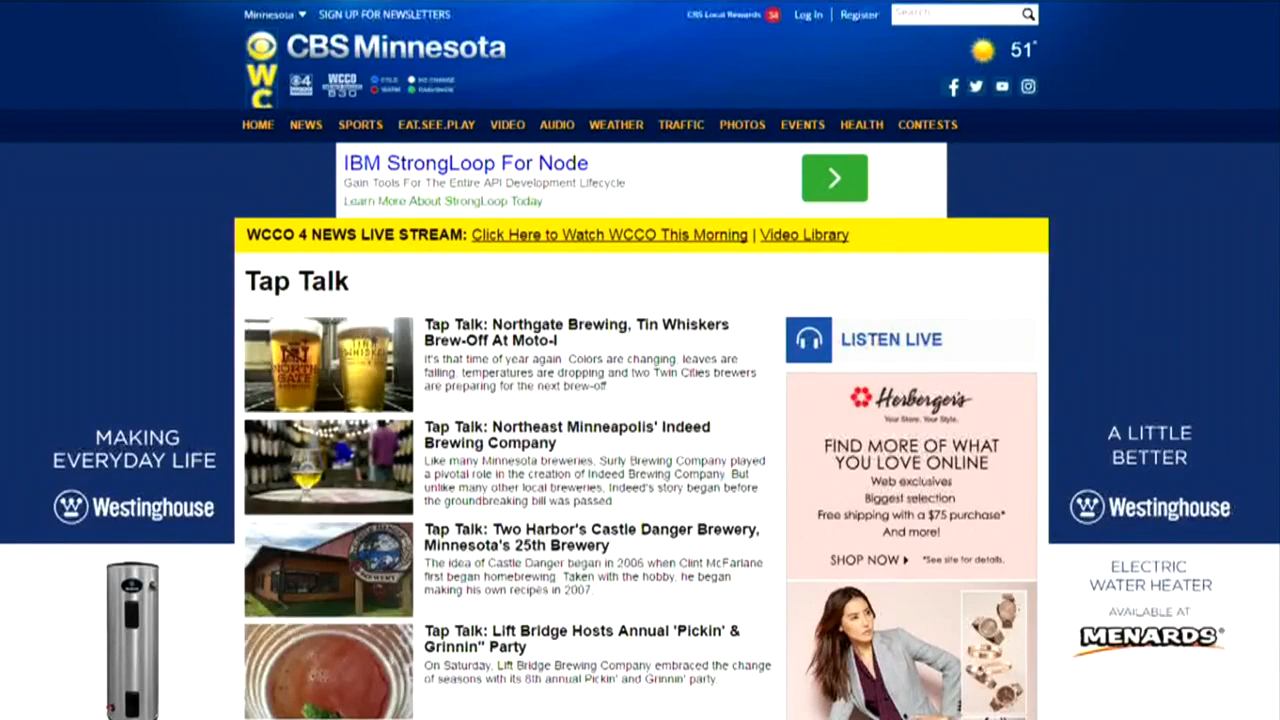 Minnesota SIGN UP FOR NEWSLETTERS
CBS Local Rewards 34 Log In | Register Search
CBS Minnesota
51°
WC
4 WCCO
830
HOME NEWS SPORTS EAT.SEE.PLAY VIDEO AUDIO WEATHER TRAFFIC PHOTOS EVENTS HEALTH CONTESTS
IBM StrongLoop For Node
Gain Tools For The Entire API Development Lifecycle
Learn More About StrongLoop Today
WCCO 4 NEWS LIVE STREAM: Click Here to Watch WCCO This Morning | Video Library
Tap Talk
Tap Talk: Northgate Brewing, Tin Whiskers
Brew-Off At Moto-I
It's that time of year again. Colors are changing, leaves are
falling, temperatures are dropping and two Twin Cities brewers
are preparing for the next brew-off
NORTH
GATE
TIN
WHISKERS
Tap Talk: Northeast Minneapolis' Indeed
Brewing Company
Like many Minnesota breweries, Surly Brewing Company played
a pivotal role in the creation of Indeed Brewing Company. But
unlike many other local breweries, Indeed's story began before
the groundbreaking bill was passed
Tap Talk: Two Harbor's Castle Danger Brewery,
Minnesota's 25th Brewery
The idea of Castle Danger began in 2006 when Clint McFarlane
first began homebrewing. Taken with the hobby, he began
making his own recipes in 2007.
Tap Talk: Lift Bridge Hosts Annual 'Pickin' &
Grinnin" Party
On Saturday, Lift Bridge Brewing Company embraced the change
of seasons with its 8th annual Pickin' and Grinnin' party.
LISTEN LIVE
Herberger's
Your Store. Your Style.
FIND MORE OF WHAT
YOU LOVE ONLINE
Web exclusives
Biggest selection
Free shipping with a $75 purchase*
And more!
SHOP NOW *See site for details.
MAKING
EVERYDAY LIFE
Westinghouse
A LITTLE
BETTER
Westinghouse
ELECTRIC
WATER HEATER
AVAILABLE AT
MENARDS®